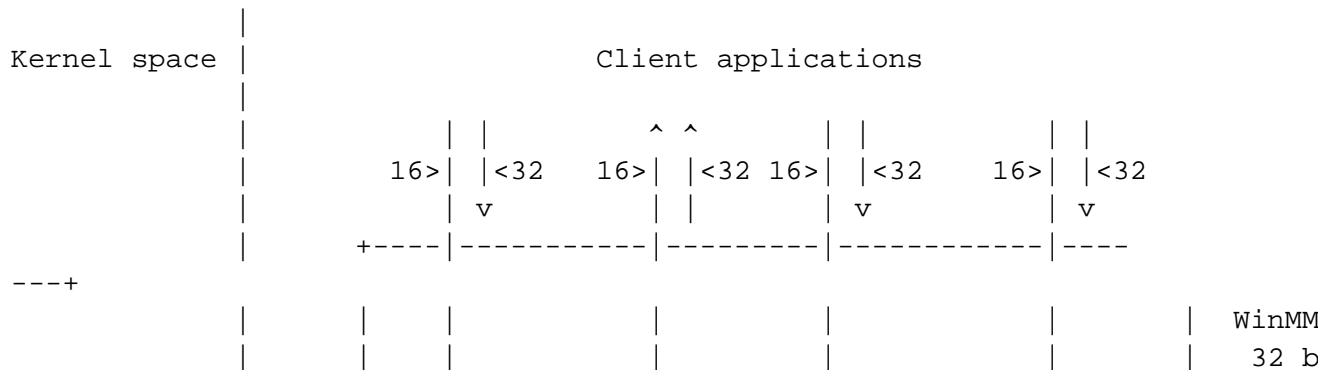 |
Kernel space |                    Client applications
             |
             |           | |         ^ ^       | |          | |
             |        16>| |<32   16>| |<32 16>| |<32    16>| |<32
             |           | v         | |       | v          | v
             |      +----|-----------|---------|------------|----
---+
             |      |    |           |         |            |       |  WinMM
             |      |    |           |         |            |       |   32 b